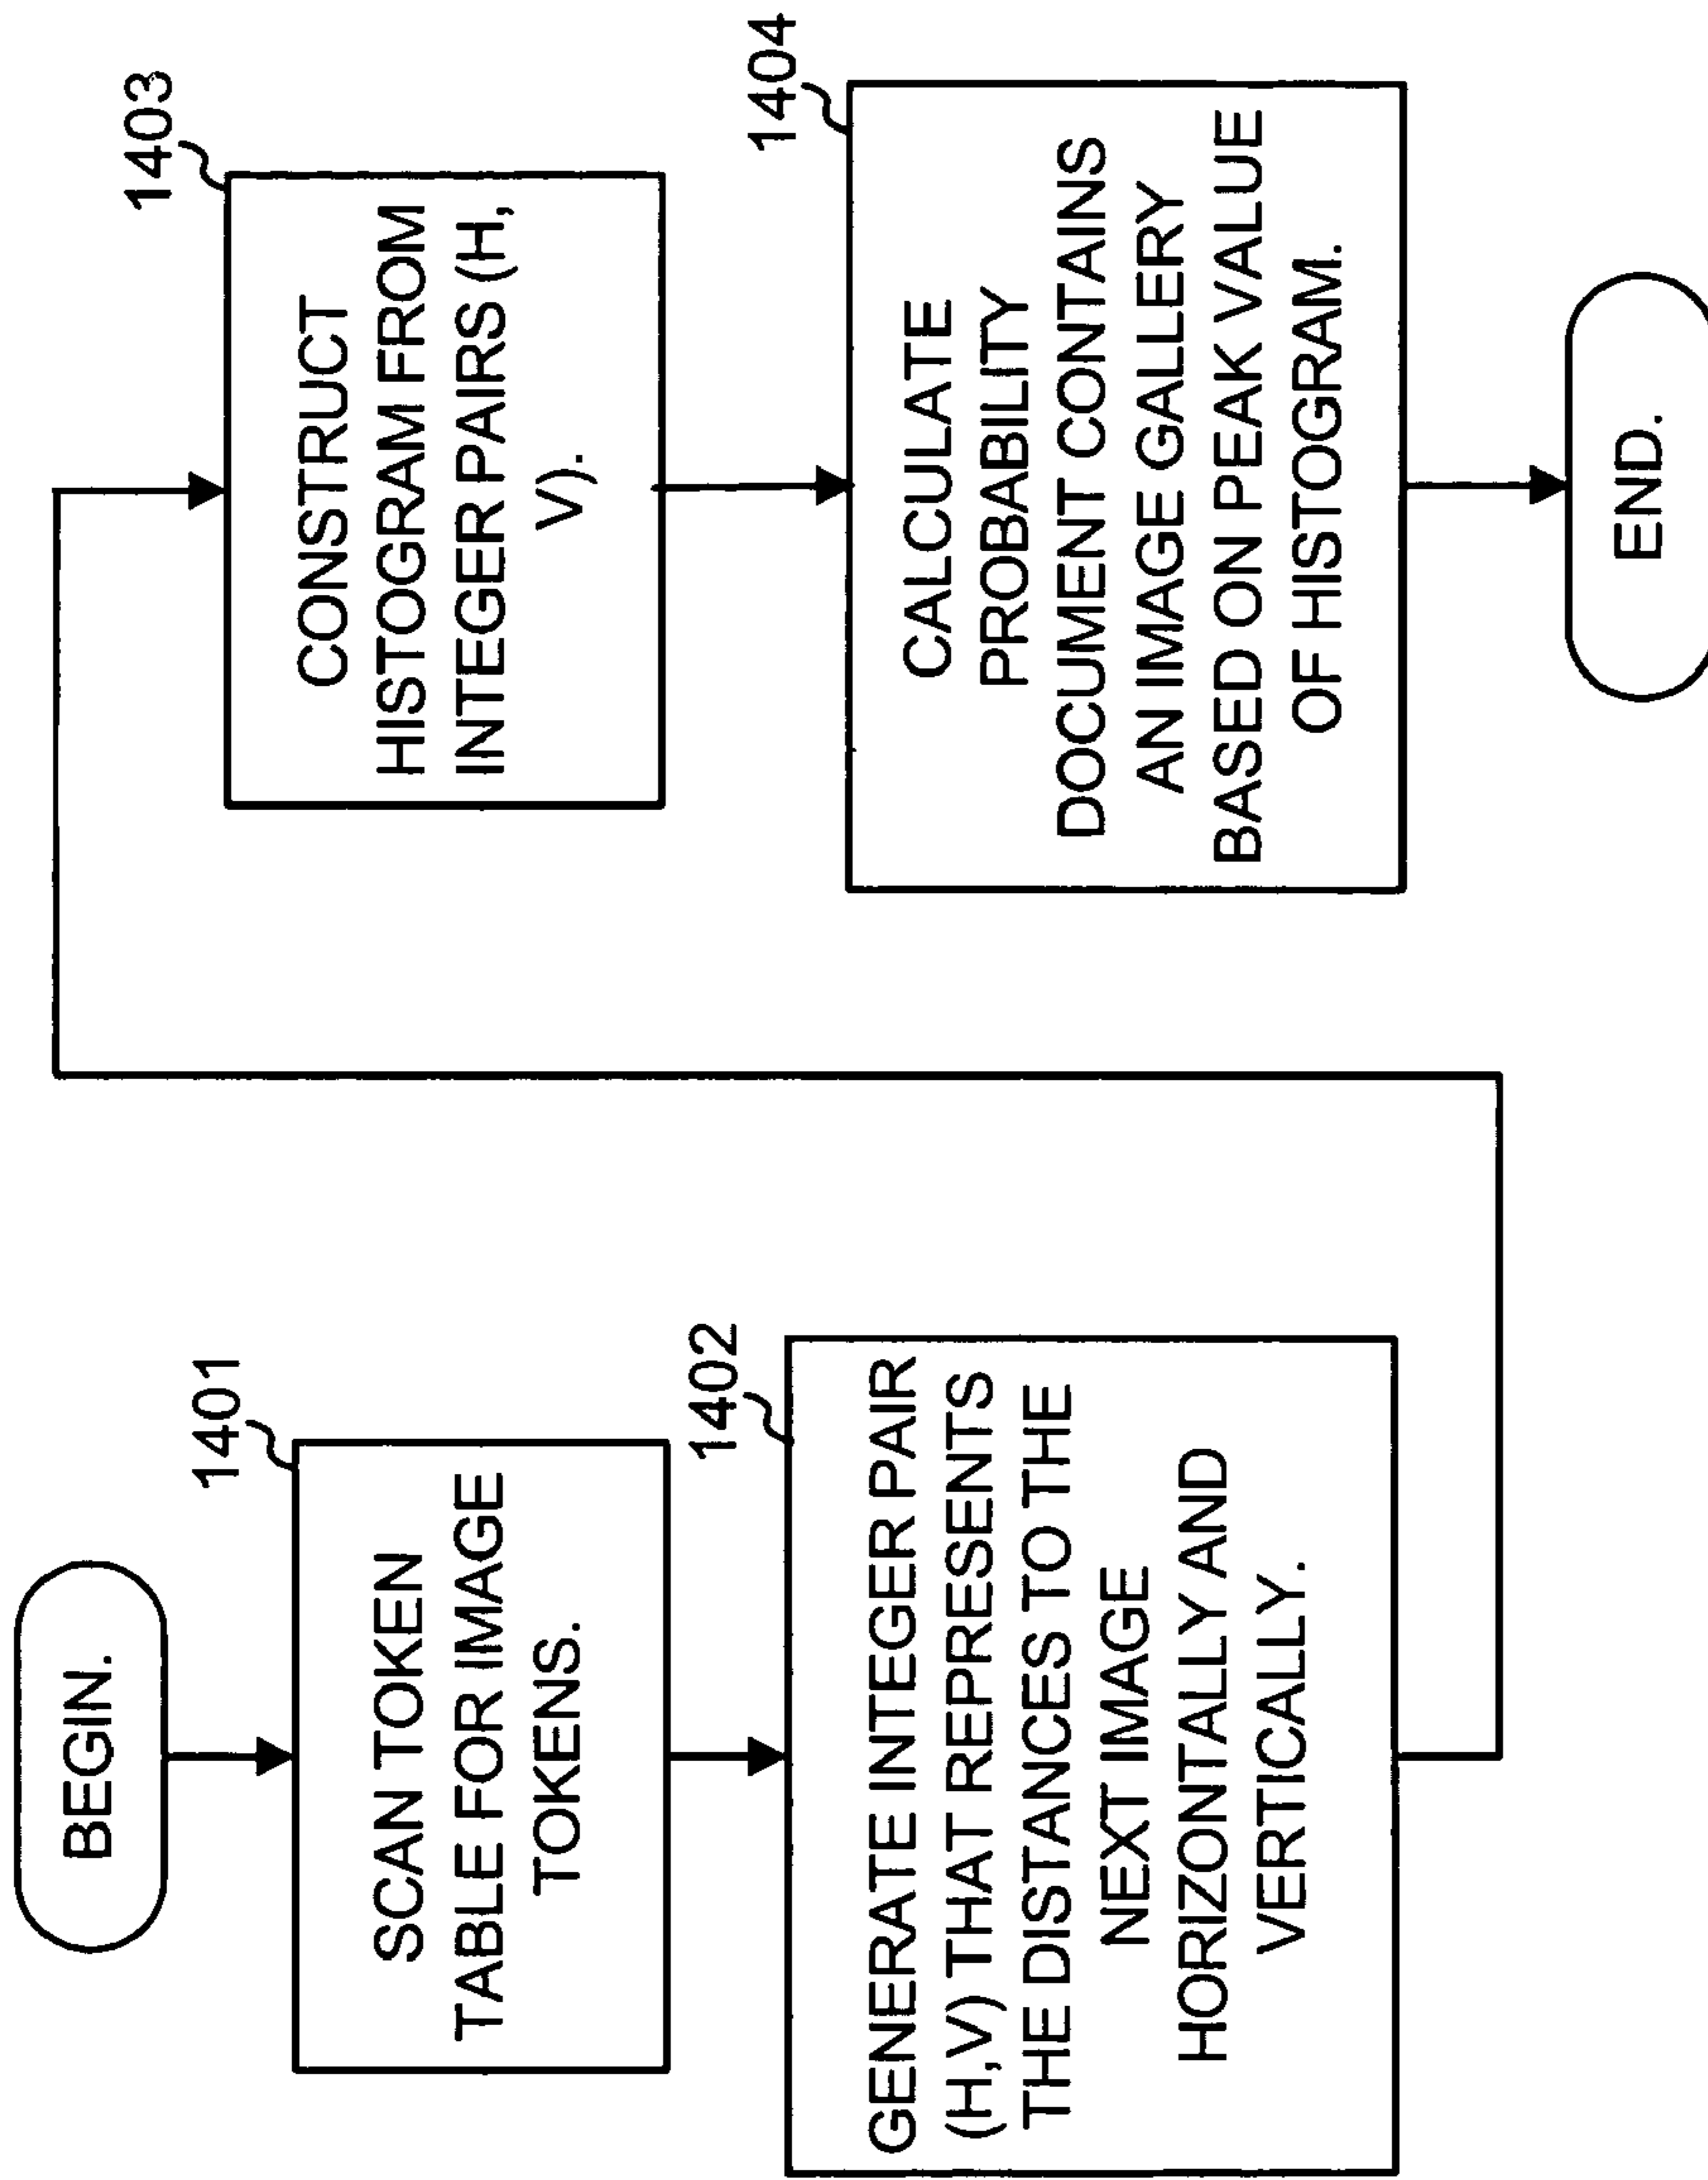 BEGIN.
1401
SCAN TOKEN
TABLE FOR IMAGE
TOKENS.
1402
GENERATE INTEGER PAIR
(H,V) THAT REPRESENTS
THE DISTANCES TO THE
NEXT IMAGE
HORIZONTALLY AND
VERTICALLY.
1403
CONSTRUCT
HISTOGRAM FROM
INTEGER PAIRS (H,
V).
1404
CALCULATE
PROBABILITY
DOCUMENT CONTAINS
AN IMAGE GALLERY
BASED ON PEAK VALUE
OF HISTOGRAM.
END.